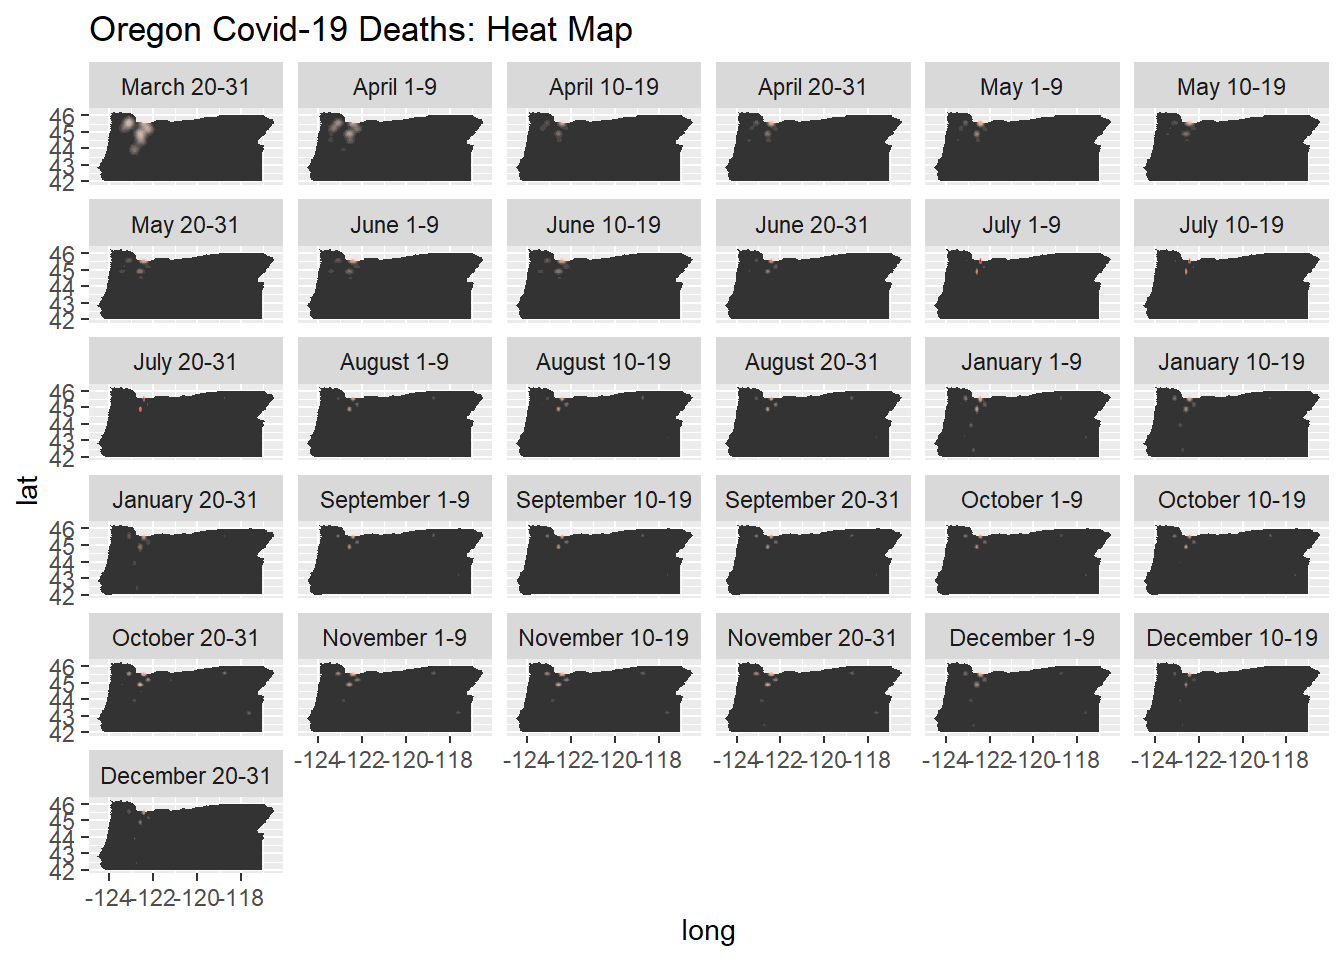 Oregon Covid-19 Deaths: Heat Map
March 20-31 April 1-9 April 10-19 April 20-31 May 1-9 May 10-19
46
45
44
43
42
May 20-31 June 1-9 June 10-19 June 20-31 July 1-9 July 10-19
46
45
44
43
42
July 20-31 August 1-9 August 10-19 August 20-31 January 1-9 January 10-19
46
45
44
43
42
lat
January 20-31 September 1-9 September 10-19 September 20-31 October 1-9 October 10-19
46
45
44
43
42
October 20-31 November 1-9 November 10-19 November 20-31 December 1-9 December 10-19
46
45
44
43
42
-124 -122 -120 -118 -124 -122 -120 -118 -124 -122 -120 -118 -124 -122 -120 -118 -124 -122 -120 -118
December 20-31
46
45
44
43
42
-124 -122 -120 -118
long